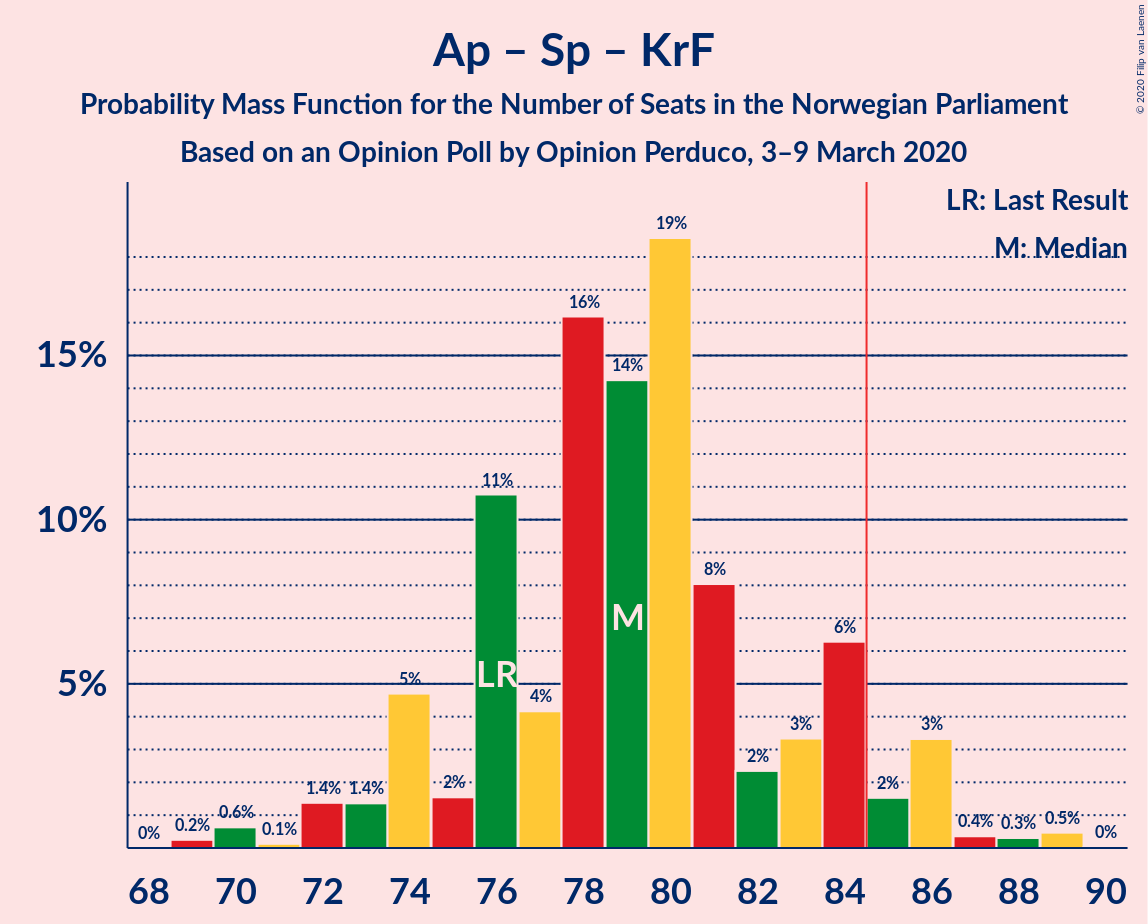 Ap – Sp – KrF
Probability Mass Function for the Number of Seats in the Norwegian Parliament
Based on an Opinion Poll by Opinion Perduco, 3–9 March 2020
© 2020 Filip van Laenen
LR: Last Result
M: Median
15%
10%
5%
0%
0.2%
0.6%
0.1%
1.4%
1.4%
5%
2%
11%
4%
16%
14%
19%
8%
2%
3%
6%
2%
3%
0.4%
0.3%
0.5%
0%
LR
M
68 70 72 74 76 78 80 82 84 86 88 90